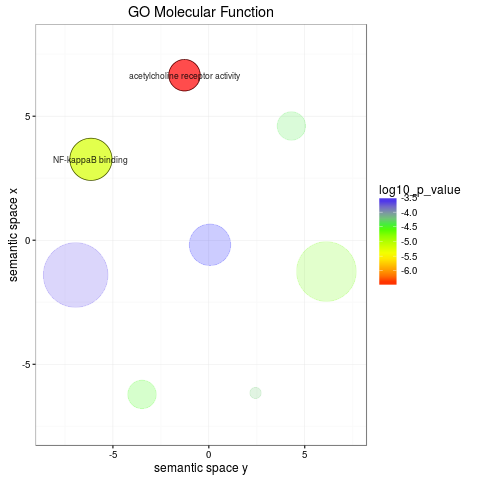 GO Molecular Function
acetylcholine receptor activity
NF-kappaB binding
5
0
-5
-5
0
5
semantic space x
semantic space y
log10_p_value
-3.5
-4.0
-4.5
-5.0
-5.5
-6.0